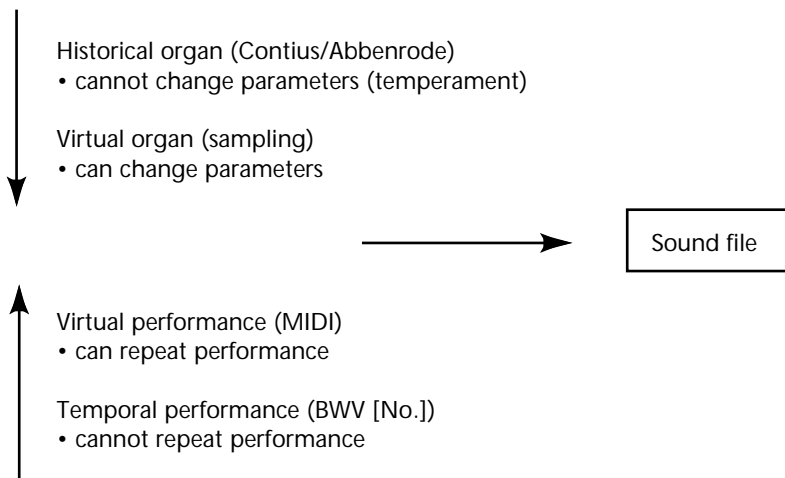 Historical organ (Contius/Abbenrode)
• cannot change parameters (temperament)
Virtual organ (sampling)
• can change parameters
Sound file
Virtual performance (MIDI)
• can repeat performance
Temporal performance (BWV [No.])
• cannot repeat performance